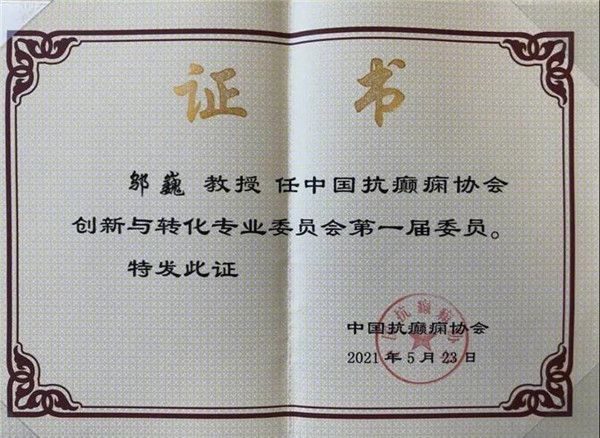 证 书
邬巍 教授 任中国抗癫痫协会
创新与转化专业委员会第一届委员。
特发此证
中国抗癫痫协会
2021年5月23日